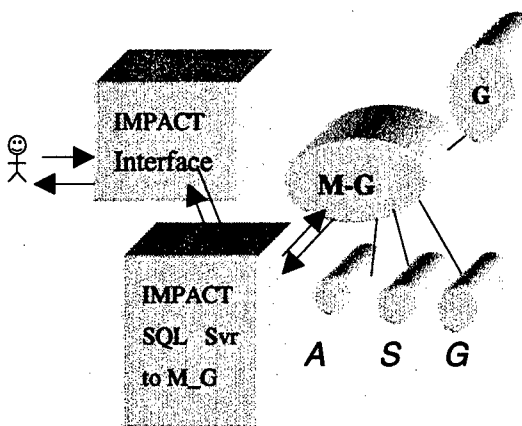 G
IMPACT
Interface
M-G
IMPACT
SQL Svr
to M_G
A S G